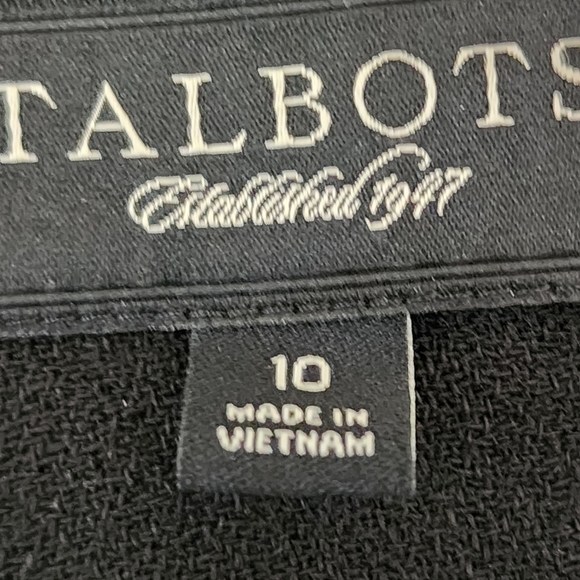 TALBOTS
Established 1947
10
MADE IN
VIETNAM